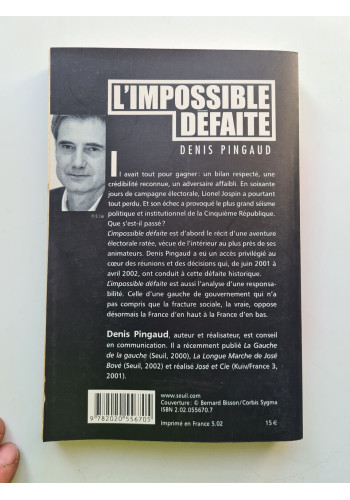 L'IMPOSSIBLE
DÉFAITE
DENIS PINGAUD
Il avait tout pour gagner : un bilan respecté, une
crédibilité reconnue, un adversaire affaibli. En soixante
jours de campagne électorale, Lionel Jospin a pourtant
tout perdu. Et son échec a provoqué le plus grand séisme
politique et institutionnel de la Cinquième République.
Que s'est-il passé ?
L'impossible défaite est d'abord le récit d'une aventure
électorale ratée, vécue de l'intérieur au plus près de ses
animateurs. Denis Pingaud a eu un accès privilégié au
cœur des réunions et des décisions qui, de juin 2001 à
avril 2002, ont conduit à cette défaite historique.
L'impossible défaite est aussi l'analyse d'une responsa-
bilité. Celle d'une gauche de gouvernement qui n'a
pas compris que la fracture sociale, la vraie, oppose
désormais la France d'en haut à la France d'en bas.
Denis Pingaud, auteur et réalisateur, est conseil
en communication. Il a récemment publié La Gauche
de la gauche (Seuil, 2000), La Longue Marche de José
Bové (Seuil, 2002) et réalisé José et Cie (Kuiv/France 3,
2001).
www.seuil.com
Couverture : © Bernard Bisson/Corbis Sygma
ISBN 2.02.055670.7
9 782020 556705
Imprimé en France 5.02
15 €